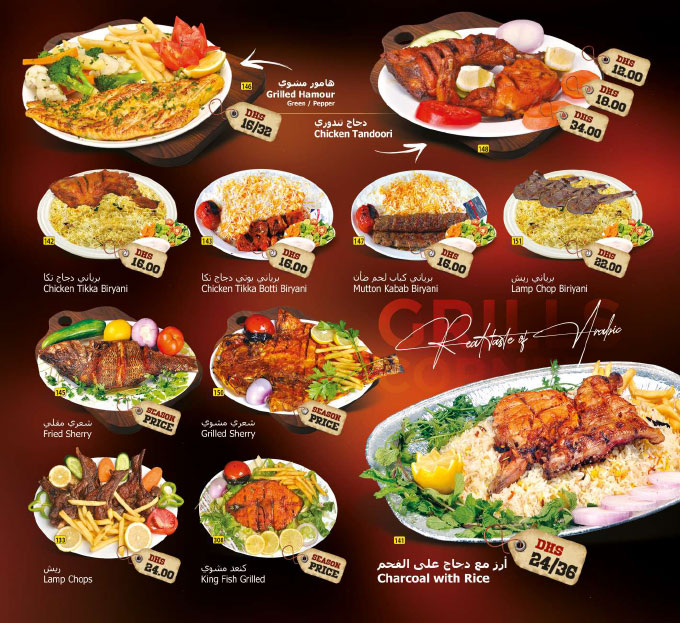 146
هامور مشوي
Grilled Hamour
Green / Pepper
DHS
16/32
دجاج تندوري
Chicken Tandoori
148
DHS
12.00
DHS
18.00
DHS
34.00
142
DHS
16.00
برياني دجاج تكا
Chicken Tikka Biryani
143
DHS
16.00
برياني بوتي دجاج تكا
Chicken Tikka Botti Biryani
147
DHS
16.00
برياني كباب لحم ضأن
Mutton Kabab Biryani
151
DHS
22.00
برياني ريش
Lamp Chop Biriyani
GRILLS
Real taste of Arabic
145
SEASON
PRICE
شعري مقلي
Fried Sherry
150
SEASON
PRICE
شعري مشوي
Grilled Sherry
133
DHS
24.00
ريش
Lamp Chops
308
SEASON
PRICE
كنعد مشوي
King Fish Grilled
141
أرز مع دجاج على الفحم
Charcoal with Rice
DHS
24/36